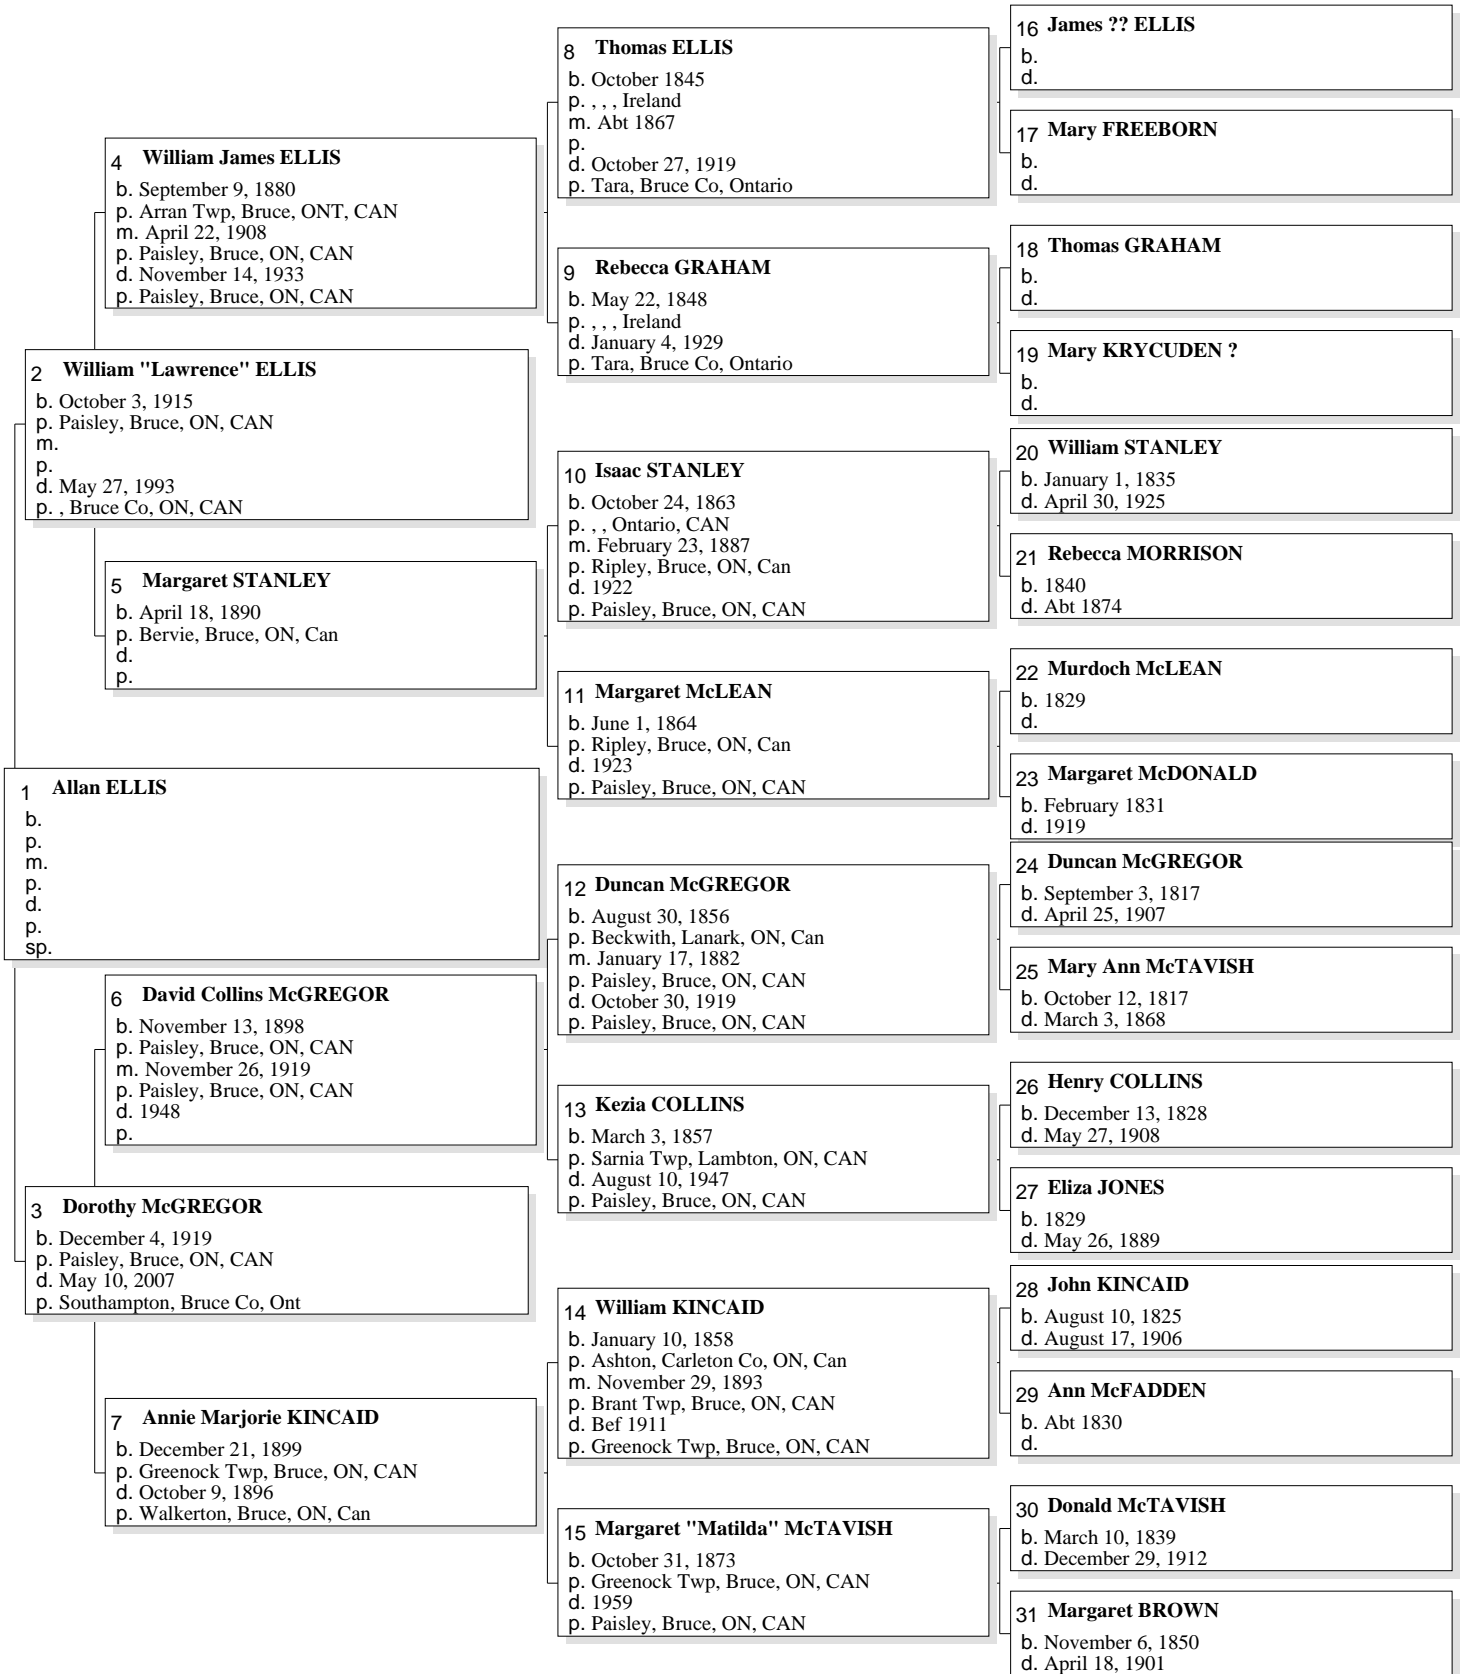 1 Allan ELLIS
b.
p.
m.
p.
d.
p.
sp.
2 William "Lawrence" ELLIS
b. October 3, 1915
p. Paisley, Bruce, ON, CAN
m.
p.
d. May 27, 1993
p. , Bruce Co, ON, CAN
3 Dorothy McGREGOR
b. December 4, 1919
p. Paisley, Bruce, ON, CAN
d. May 10, 2007
p. Southampton, Bruce Co, Ont
4 William James ELLIS
b. September 9, 1880
p. Arran Twp, Bruce, ONT, CAN
m. April 22, 1908
p. Paisley, Bruce, ON, CAN
d. November 14, 1933
p. Paisley, Bruce, ON, CAN
5 Margaret STANLEY
b. April 18, 1890
p. Bervie, Bruce, ON, Can
d.
p.
6 David Collins McGREGOR
b. November 13, 1898
p. Paisley, Bruce, ON, CAN
m. November 26, 1919
p. Paisley, Bruce, ON, CAN
d. 1948
p.
7 Annie Marjorie KINCAID
b. December 21, 1899
p. Greenock Twp, Bruce, ON, CAN
d. October 9, 1896
p. Walkerton, Bruce, ON, Can
8 Thomas ELLIS
b. October 1845
p. , , , Ireland
m. Abt 1867
p.
d. October 27, 1919
p. Tara, Bruce Co, Ontario
9 Rebecca GRAHAM
b. May 22, 1848
p. , , , Ireland
d. January 4, 1929
p. Tara, Bruce Co, Ontario
10 Isaac STANLEY
b. October 24, 1863
p. , , Ontario, CAN
m. February 23, 1887
p. Ripley, Bruce, ON, Can
d. 1922
p. Paisley, Bruce, ON, CAN
11 Margaret McLEAN
b. June 1, 1864
p. Ripley, Bruce, ON, Can
d. 1923
p. Paisley, Bruce, ON, CAN
12 Duncan McGREGOR
b. August 30, 1856
p. Beckwith, Lanark, ON, Can
m. January 17, 1882
p. Paisley, Bruce, ON, CAN
d. October 30, 1919
p. Paisley, Bruce, ON, CAN
13 Kezia COLLINS
b. March 3, 1857
p. Sarnia Twp, Lambton, ON, CAN
d. August 10, 1947
p. Paisley, Bruce, ON, CAN
14 William KINCAID
b. January 10, 1858
p. Ashton, Carleton Co, ON, Can
m. November 29, 1893
p. Brant Twp, Bruce, ON, CAN
d. Bef 1911
p. Greenock Twp, Bruce, ON, CAN
15 Margaret "Matilda" McTAVISH
b. October 31, 1873
p. Greenock Twp, Bruce, ON, CAN
d. 1959
p. Paisley, Bruce, ON, CAN
16 James ?? ELLIS
b.
d.
17 Mary FREEBORN
b.
d.
18 Thomas GRAHAM
b.
d.
19 Mary KRYCUDEN ?
b.
d.
20 William STANLEY
b. January 1, 1835
d. April 30, 1925
21 Rebecca MORRISON
b. 1840
d. Abt 1874
22 Murdoch McLEAN
b. 1829
d.
23 Margaret McDONALD
b. February 1831
d. 1919
24 Duncan McGREGOR
b. September 3, 1817
d. April 25, 1907
25 Mary Ann McTAVISH
b. October 12, 1817
d. March 3, 1868
26 Henry COLLINS
b. December 13, 1828
d. May 27, 1908
27 Eliza JONES
b. 1829
d. May 26, 1889
28 John KINCAID
b. August 10, 1825
d. August 17, 1906
29 Ann McFADDEN
b. Abt 1830
d.
30 Donald McTAVISH
b. March 10, 1839
d. December 29, 1912
31 Margaret BROWN
b. November 6, 1850
d. April 18, 1901